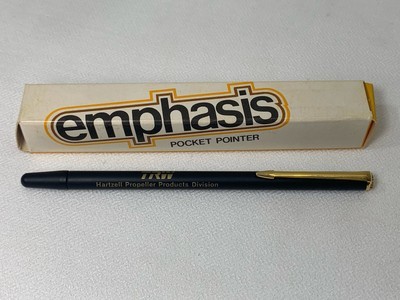 emphasis
POCKET POINTER
TRW
Hartzell Propeller Products Division